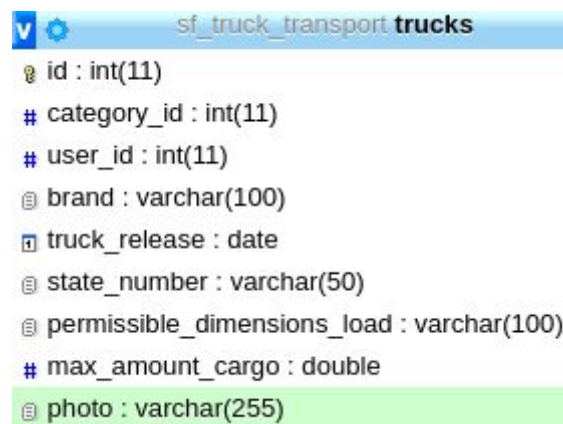 v sf_truck_transport trucks
id : int(11)
# category_id : int(11)
# user_id : int(11)
brand : varchar(100)
truck_release : date
state_number : varchar(50)
permissible_dimensions_load : varchar(100)
# max_amount_cargo : double
photo : varchar(255)